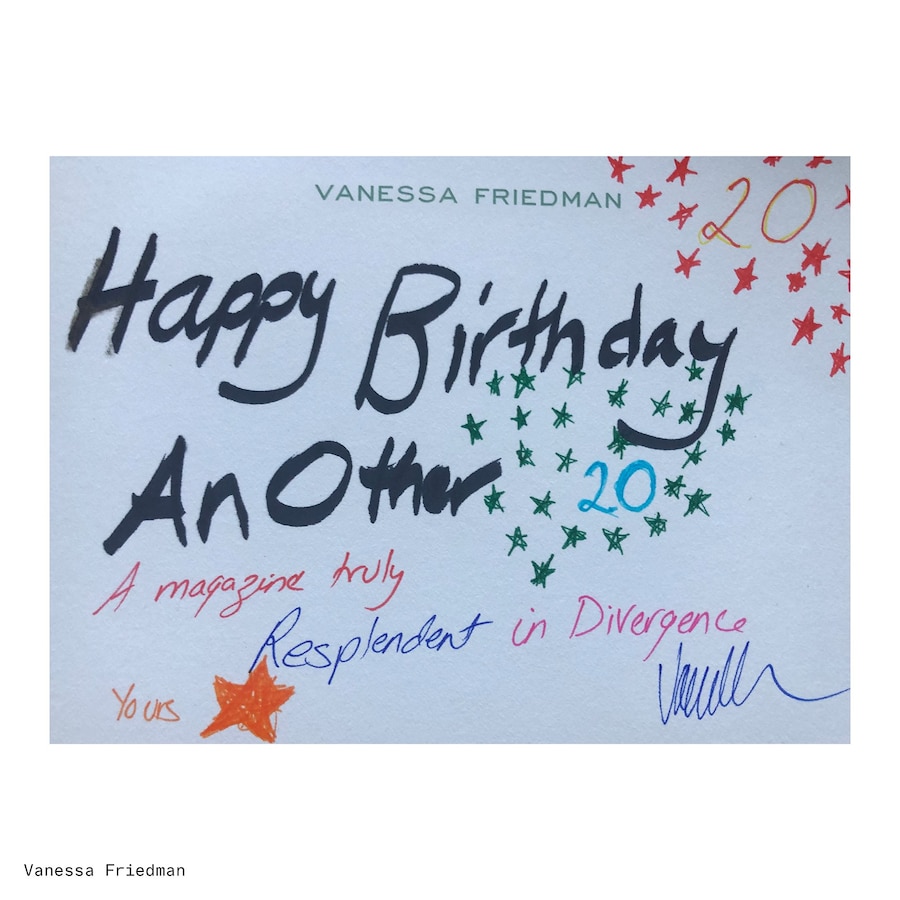 VANESSA FRIEDMAN
20
Happy Birthday
AnOther
20
A magazine truly
Resplendent in Divergence
Yours
Vanessa Friedman